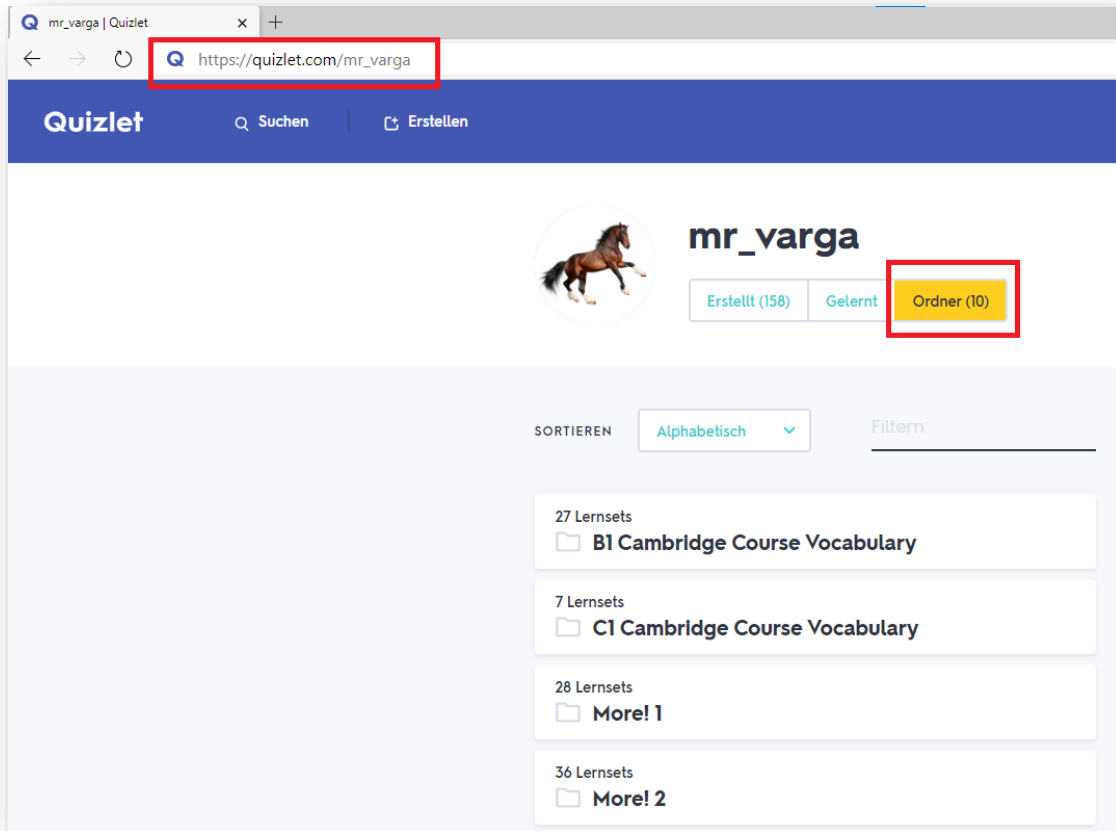 mr_varga | Quizlet
https://quizlet.com/mr_varga
Quizlet Suchen Erstellen
mr_varga
Erstellt (158) Gelernt Ordner (10)
SORTIEREN Alphabetisch Filtern
27 Lernsets
B1 Cambridge Course Vocabulary
7 Lernsets
C1 Cambridge Course Vocabulary
28 Lernsets
More! 1
36 Lernsets
More! 2